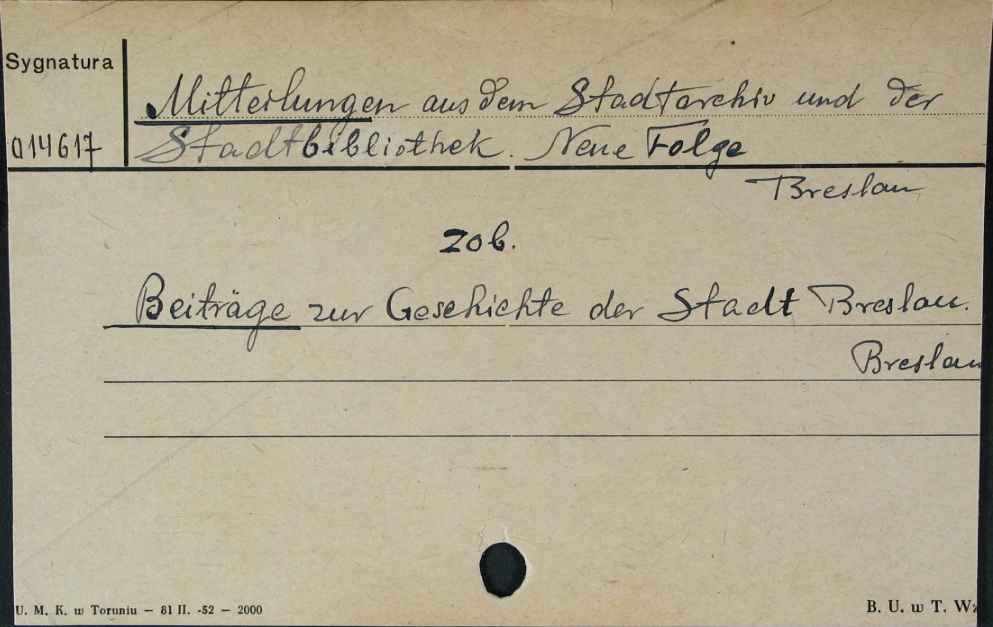 Sygnatura
Mitteilungen aus dem Stadtarchiv und der
014617 Stadtbibliothek. Neue Folge
Breslau
zob.
Beiträge zur Geschichte der Stadt Breslau.
Breslau
U. M. K. w Toruniu — 81 II. -52 — 2000
B. U. w T. Wz